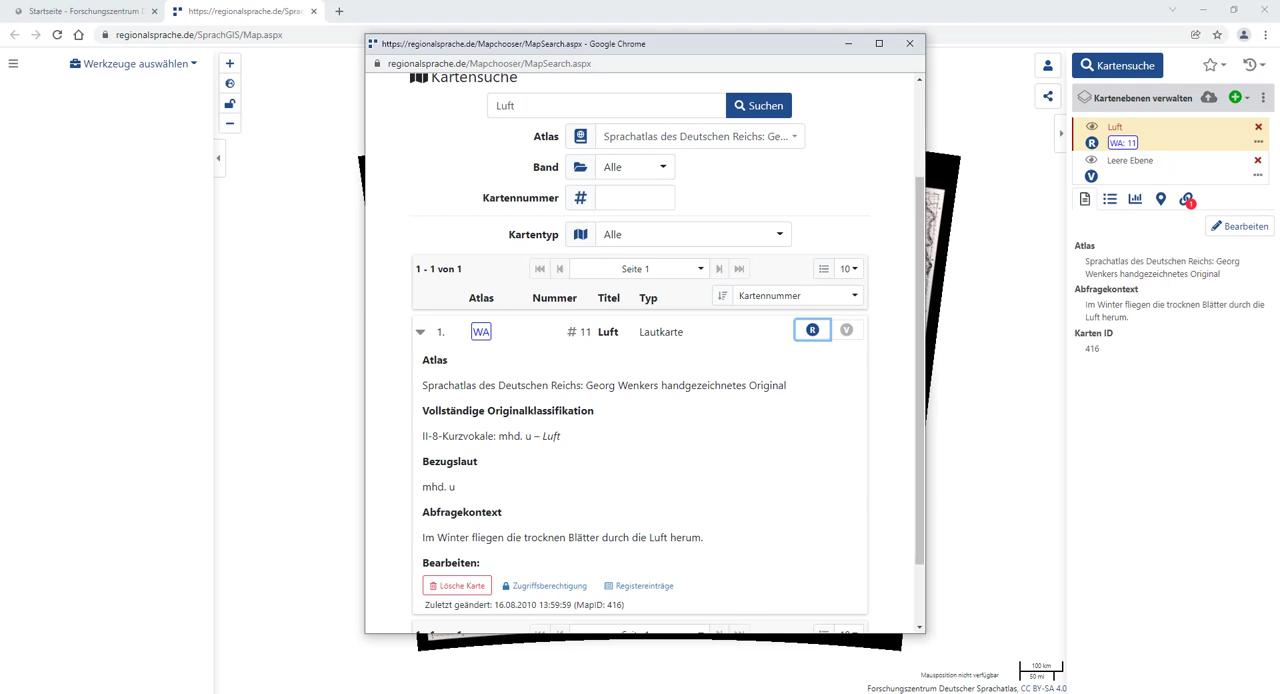 Startseite - Forschungszentrum D
https://regionalsprache.de/Sprac
regionalsprache.de/SprachGIS/Map.aspx
Werkzeuge auswählen
https://regionalsprache.de/Mapchooser/MapSearch.aspx - Google Chrome
regionalsprache.de/Mapchooser/MapSearch.aspx
Kartensuche
Luft
Suchen
Atlas
Sprachatlas des Deutschen Reichs: Ge...
Band
Alle
Kartennummer
Kartentyp
Alle
1 - 1 von 1
Seite 1
10
Atlas Nummer Titel Typ
Kartennummer
1. WA # 11 Luft Lautkarte R V
Atlas
Sprachatlas des Deutschen Reichs: Georg Wenkers handgezeichnetes Original
Vollständige Originalklassifikation
II-8-Kurzvokale: mhd. u – Luft
Bezugslaut
mhd. u
Abfragekontext
Im Winter fliegen die trocknen Blätter durch die Luft herum.
Bearbeiten:
Lösche Karte Zugriffsberechtigung Registereinträge
Zuletzt geändert: 16.08.2010 13:59:59 (MapID: 416)
Kartensuche
Kartenebenen verwalten
Luft
R WA: 11
Leere Ebene
V
1
Bearbeiten
Atlas
Sprachatlas des Deutschen Reichs: Georg
Wenkers handgezeichnetes Original
Abfragekontext
Im Winter fliegen die trocknen Blätter durch die
Luft herum.
Karten ID
416
Mausposition nicht verfügbar
100 km
50 mi
Forschungszentrum Deutscher Sprachatlas, CC BY-SA 4.0